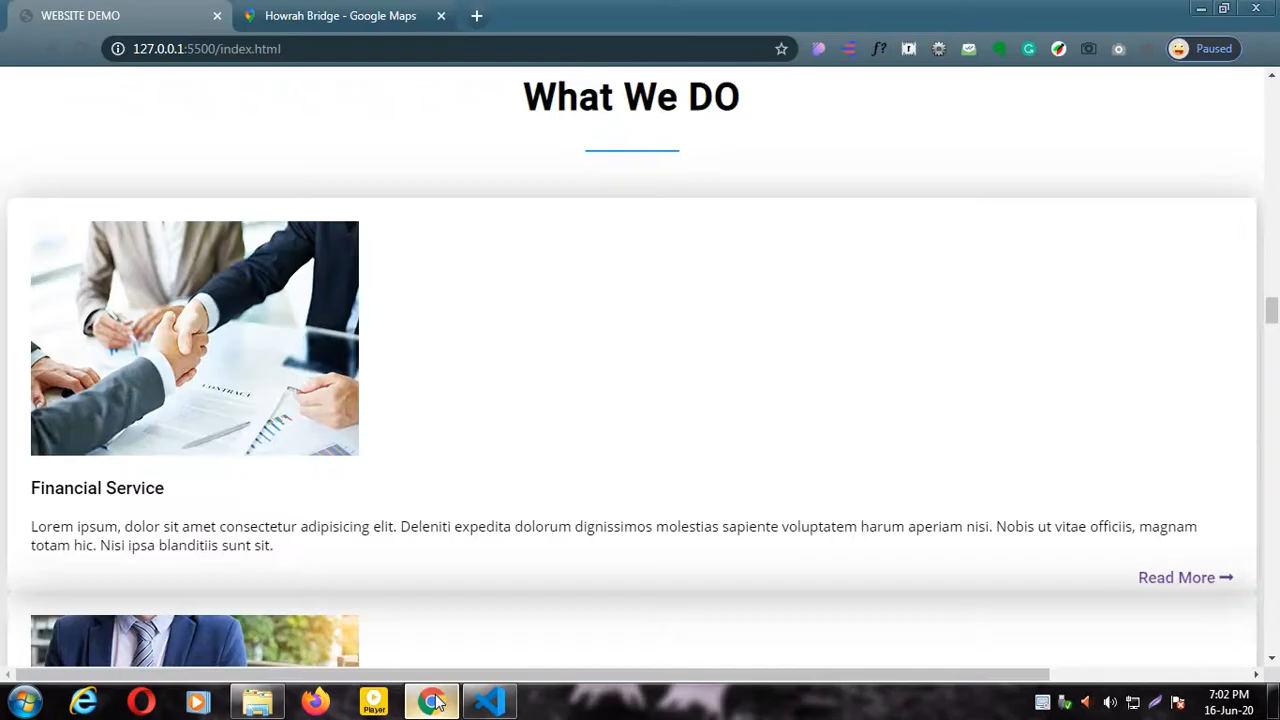 WEBSITE DEMO
Howrah Bridge - Google Maps
127.0.0.1:5500/index.html
f?
Paused
What We DO
CONTRACT
Financial Service
Lorem ipsum, dolor sit amet consectetur adipisicing elit. Deleniti expedita dolorum dignissimos molestias sapiente voluptatem harum aperiam nisi. Nobis ut vitae officiis, magnam
totam hic. Nisi ipsa blanditiis sunt sit.
Read More
Player
7:02 PM
16-Jun-20